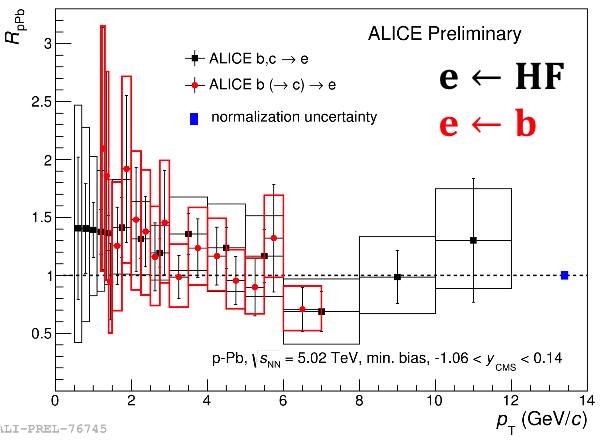 R_pPb
3
2.5
2
1.5
1
0.5
0
ALICE Preliminary
ALICE b,c → e
ALICE b (→ c) → e
normalization uncertainty
e ← HF
e ← b
p-Pb, √s_NN = 5.02 TeV, min. bias, -1.06 < y_CMS < 0.14
0 2 4 6 8 10 12 14
p_T (GeV/c)
ALI-PREL-76745